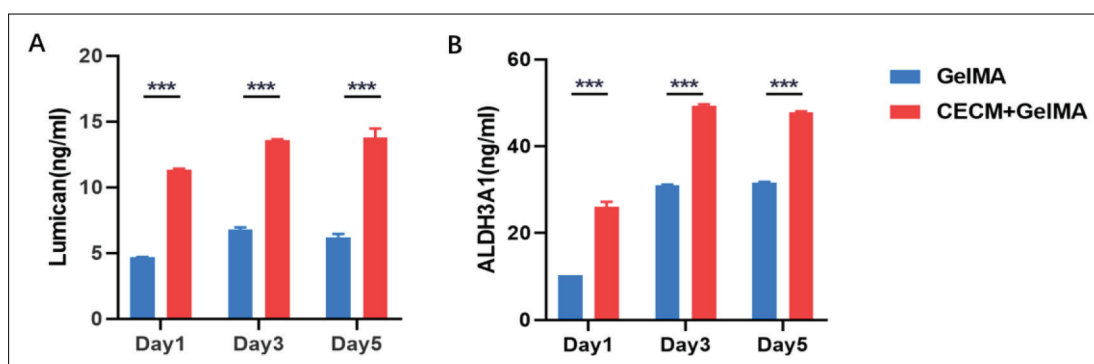 A
Lumican(ng/ml)
20
15
10
5
0
***
***
***
Day1
Day3
Day5
B
ALDH3A1(ng/ml)
60
40
20
0
***
***
***
Day1
Day3
Day5
GelMA
CECM+GelMA